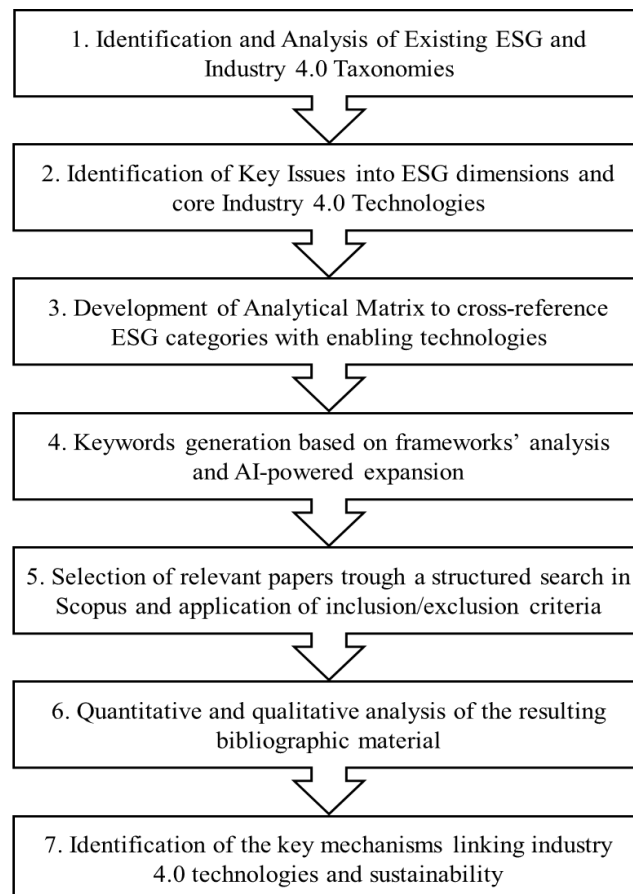 1. Identification and Analysis of Existing ESG and
Industry 4.0 Taxonomies
2. Identification of Key Issues into ESG dimensions and
core Industry 4.0 Technologies
3. Development of Analytical Matrix to cross-reference
ESG categories with enabling technologies
4. Keywords generation based on frameworks’ analysis
and AI-powered expansion
5. Selection of relevant papers trough a structured search in
Scopus and application of inclusion/exclusion criteria
6. Quantitative and qualitative analysis of the resulting
bibliographic material
7. Identification of the key mechanisms linking industry
4.0 technologies and sustainability